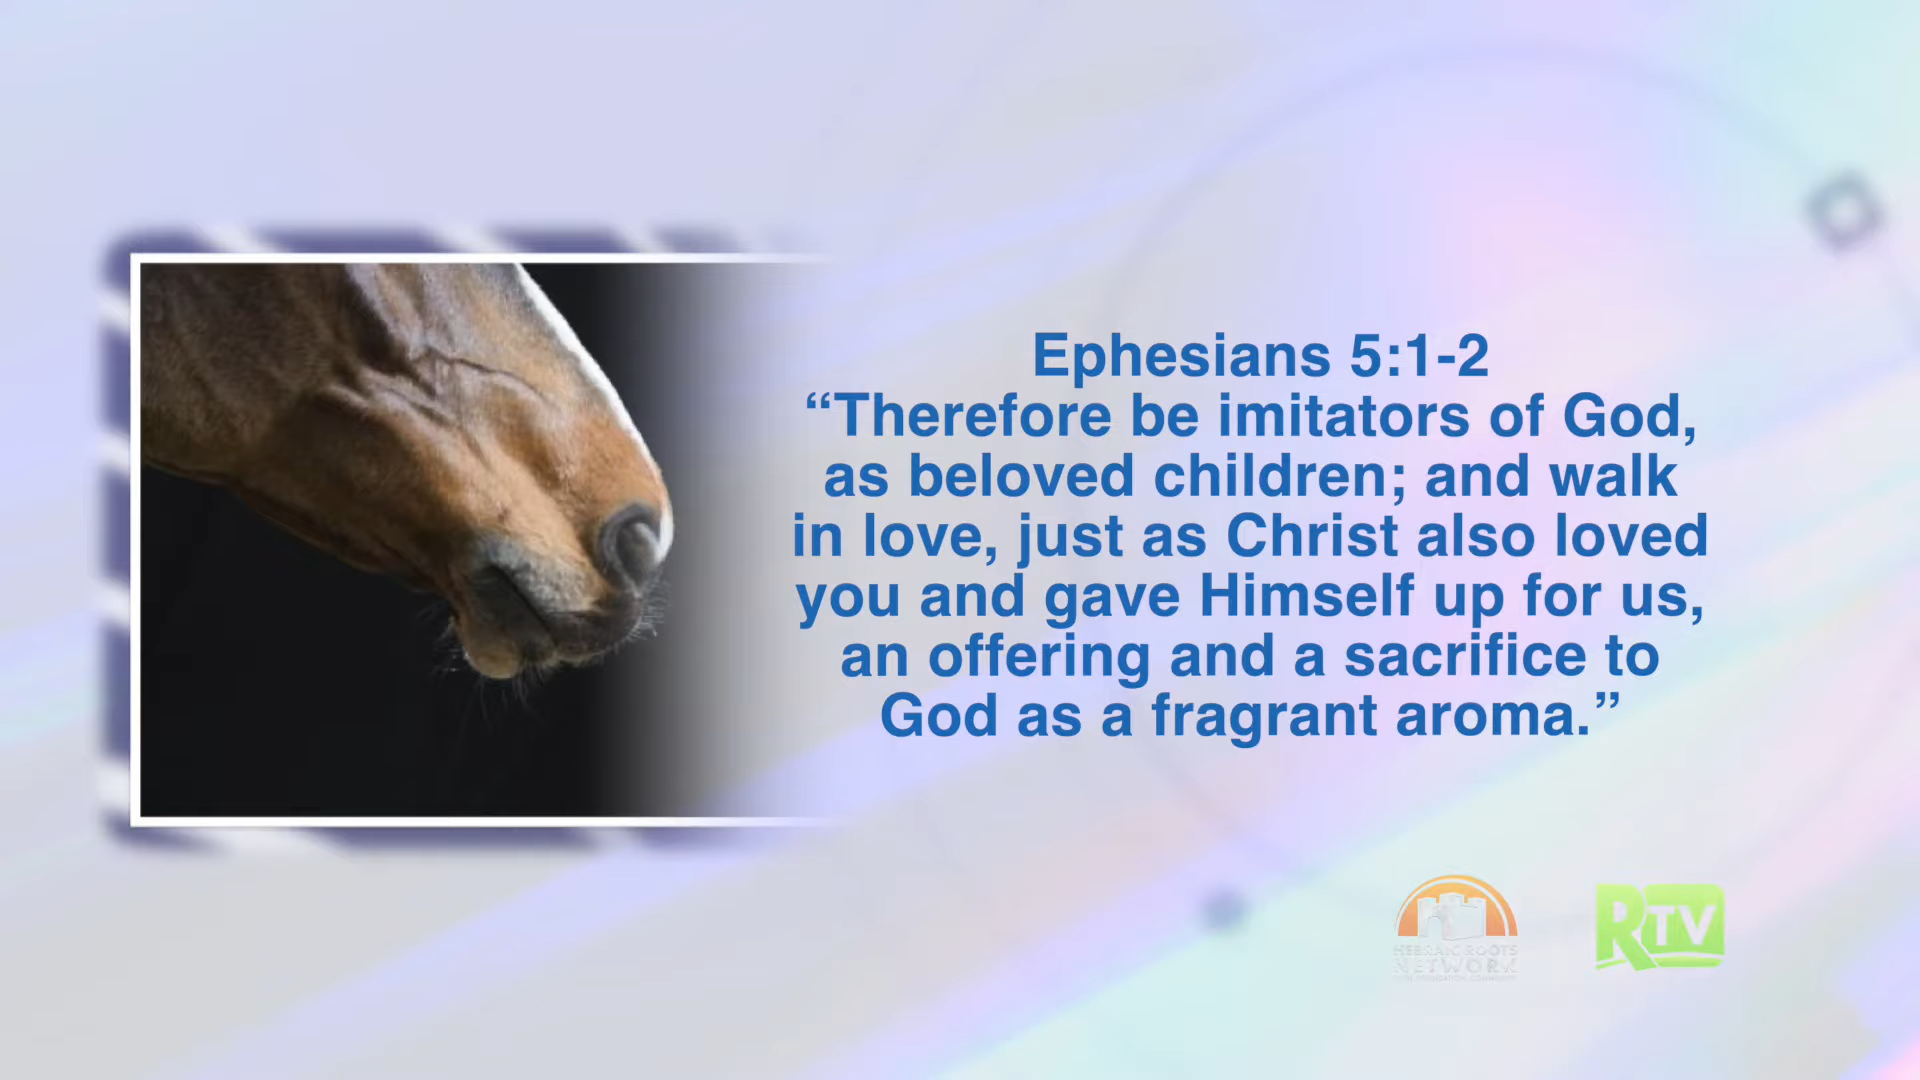 Ephesians 5:1-2
“Therefore be imitators of God,
as beloved children; and walk
in love, just as Christ also loved
you and gave Himself up for us,
an offering and a sacrifice to
God as a fragrant aroma.”
HEBRAIC ROOTS
NETWORK
RTV